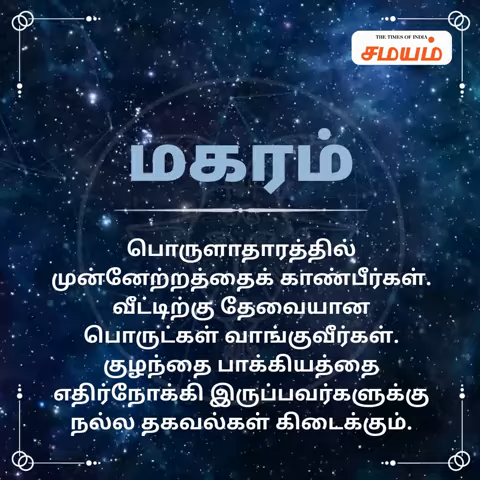 THE TIMES OF INDIA
சமயம்
மகரம்
பொருளாதாரத்தில்
முன்னேற்றத்தைக் காண்பீர்கள்.
வீட்டிற்கு தேவையான
பொருட்கள் வாங்குவீர்கள்.
குழந்தை பாக்கியத்தை
எதிர்நோக்கி இருப்பவர்களுக்கு
நல்ல தகவல்கள் கிடைக்கும்.